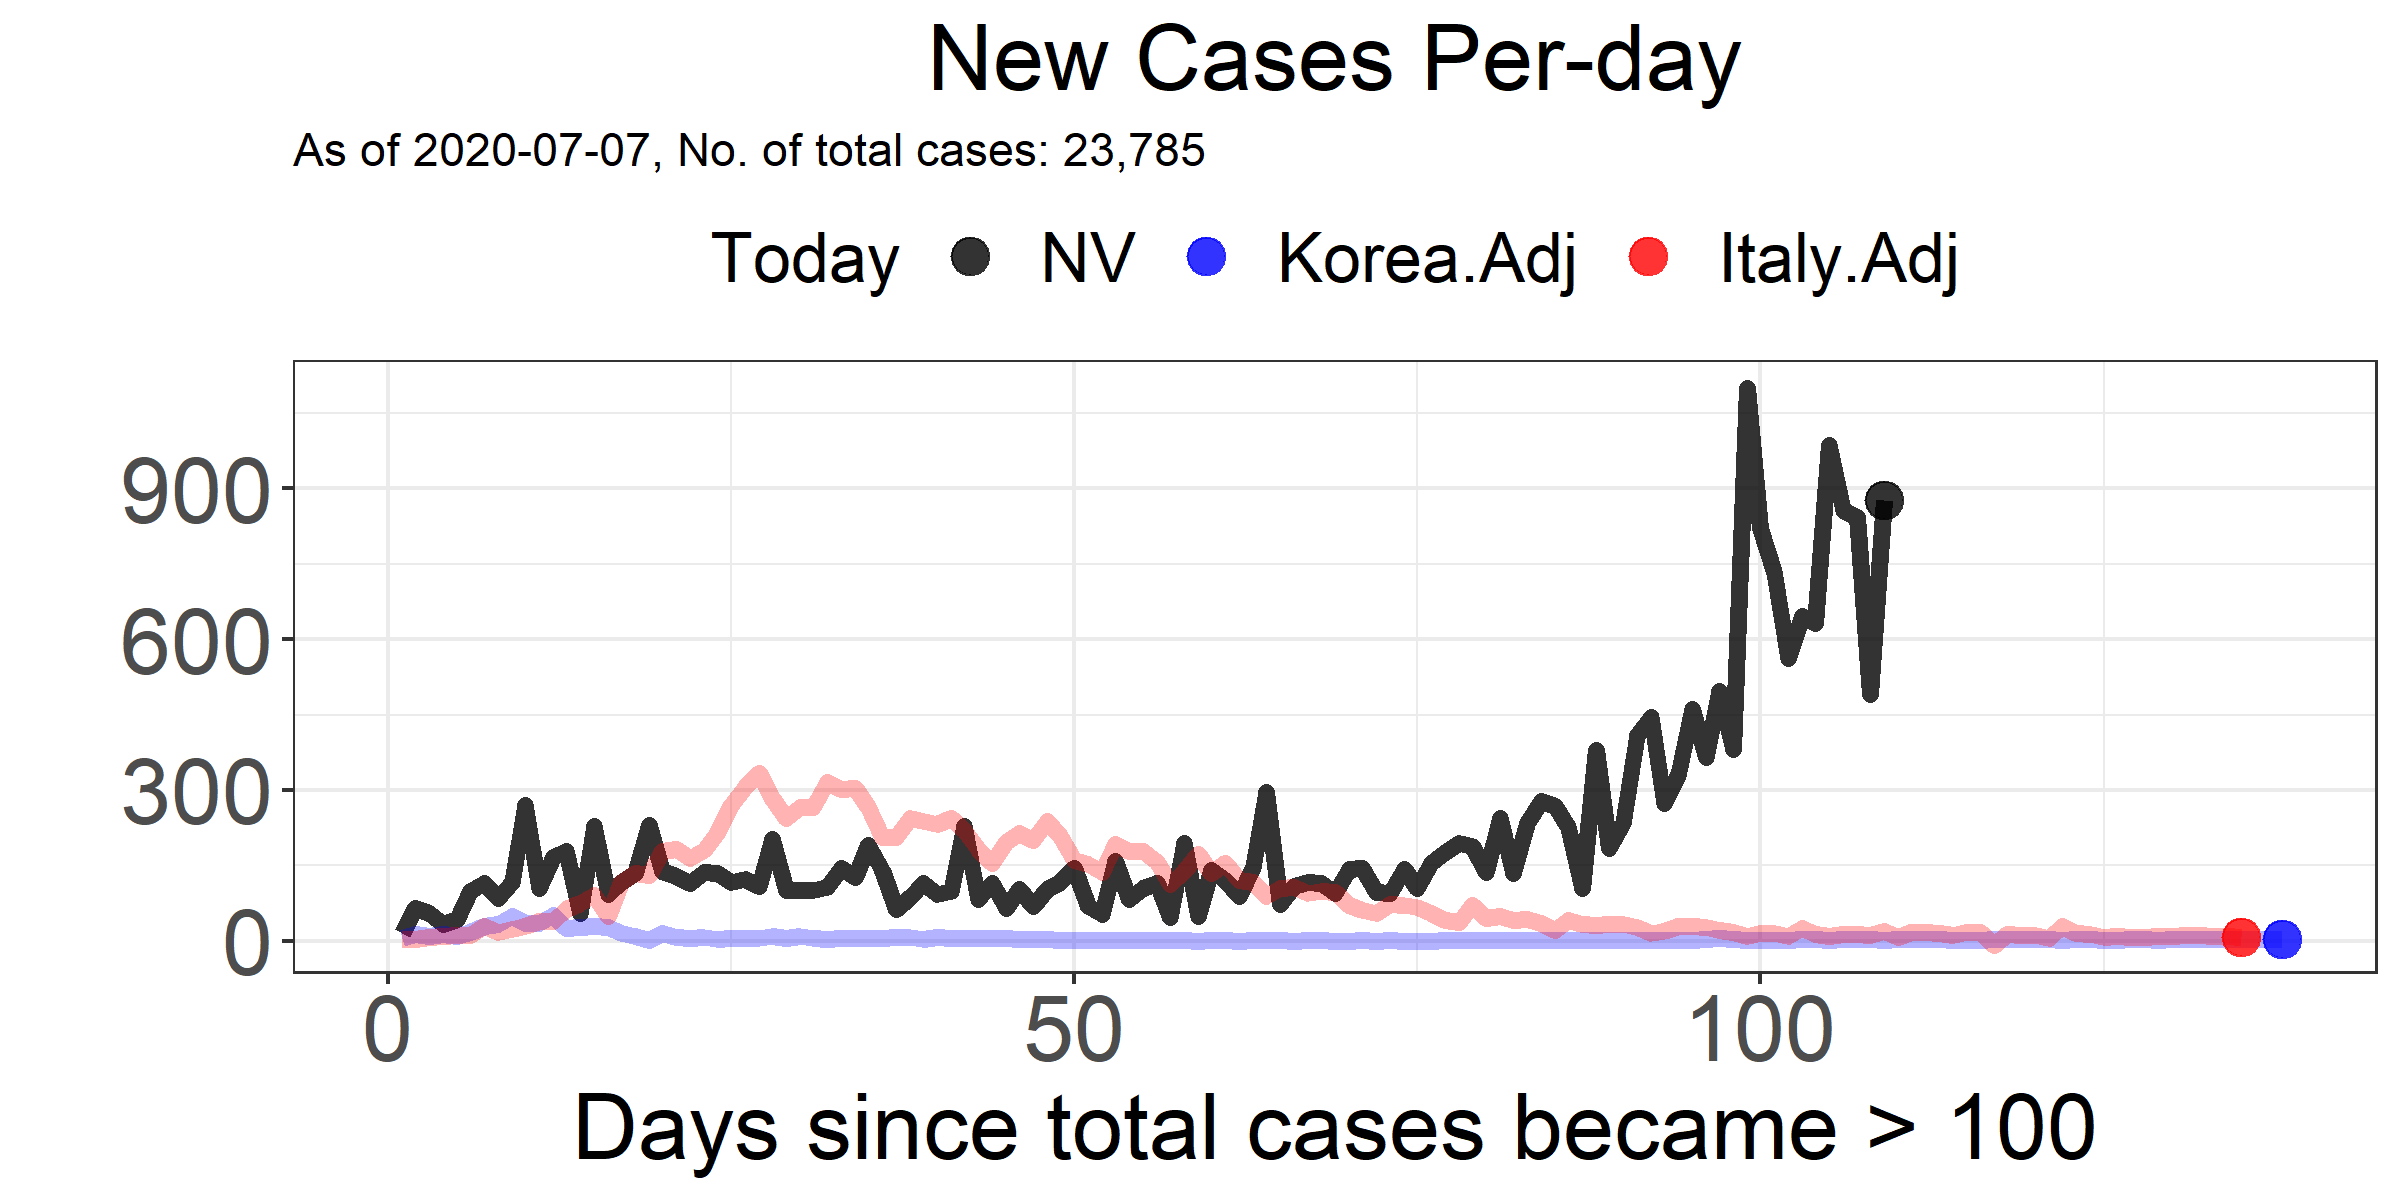 New Cases Per-day
As of 2020-07-07, No. of total cases: 23,785
Today NV Korea.Adj Italy.Adj
900
600
300
0
0 50 100
Days since total cases became > 100